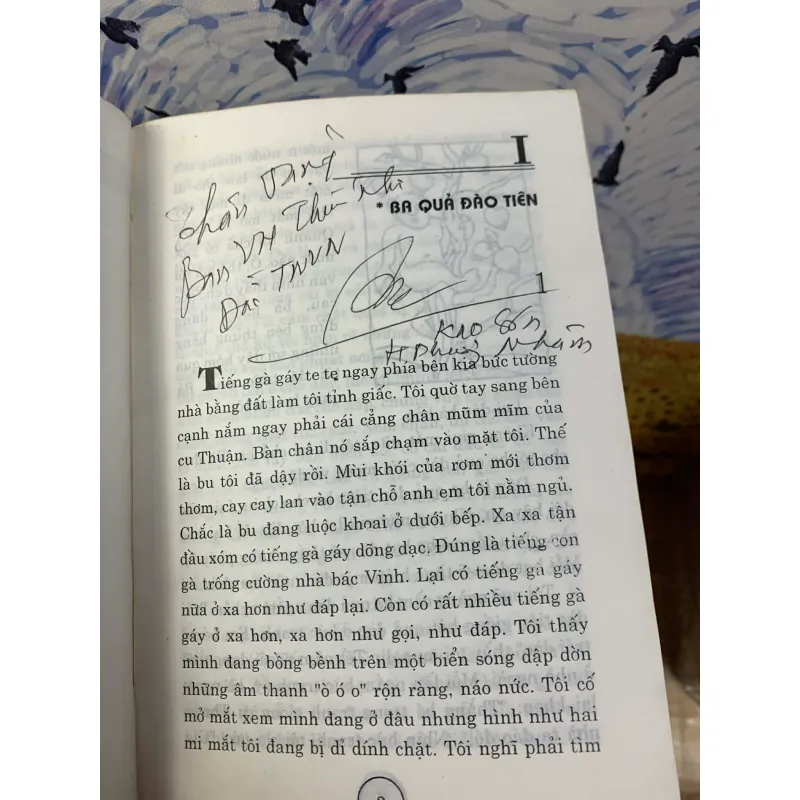 I
* BA QUẢ ĐÀO TIÊN
Thân tặng
Ban VH Thiếu Nhi
Đài TNVN
1
Tiếng gà gáy te te ngay phía bên kia bức tường
nhà bằng đất làm tôi tỉnh giấc. Tôi quờ tay sang bên
cạnh nắm ngay phải cái cẳng chân mũm mĩm của
cu Thuận. Bàn chân nó sắp chạm vào mặt tôi. Thế
là bu tôi đã dậy rồi. Mùi khói của rơm mới thơm
thơm, cay cay lan vào tận chỗ anh em tôi nằm ngủ.
Chắc là bu đang luộc khoai ở dưới bếp. Xa xa tận
đầu xóm có tiếng gà gáy dõng dạc. Đúng là tiếng con
gà trống cường nhà bác Vinh. Lại có tiếng gà gáy
nữa ở xa hơn như đáp lại. Còn có rất nhiều tiếng gà
gáy ở xa hơn, xa hơn như gọi, như đáp. Tôi thấy
mình đang bồng bềnh trên một biển sóng dập dờn
những âm thanh "ò ó o" rộn ràng, náo nức. Tôi cố
mở mắt xem mình đang ở đâu nhưng hình như hai
mi mắt tôi đang bị dỉ dính chặt. Tôi nghĩ phải tìm